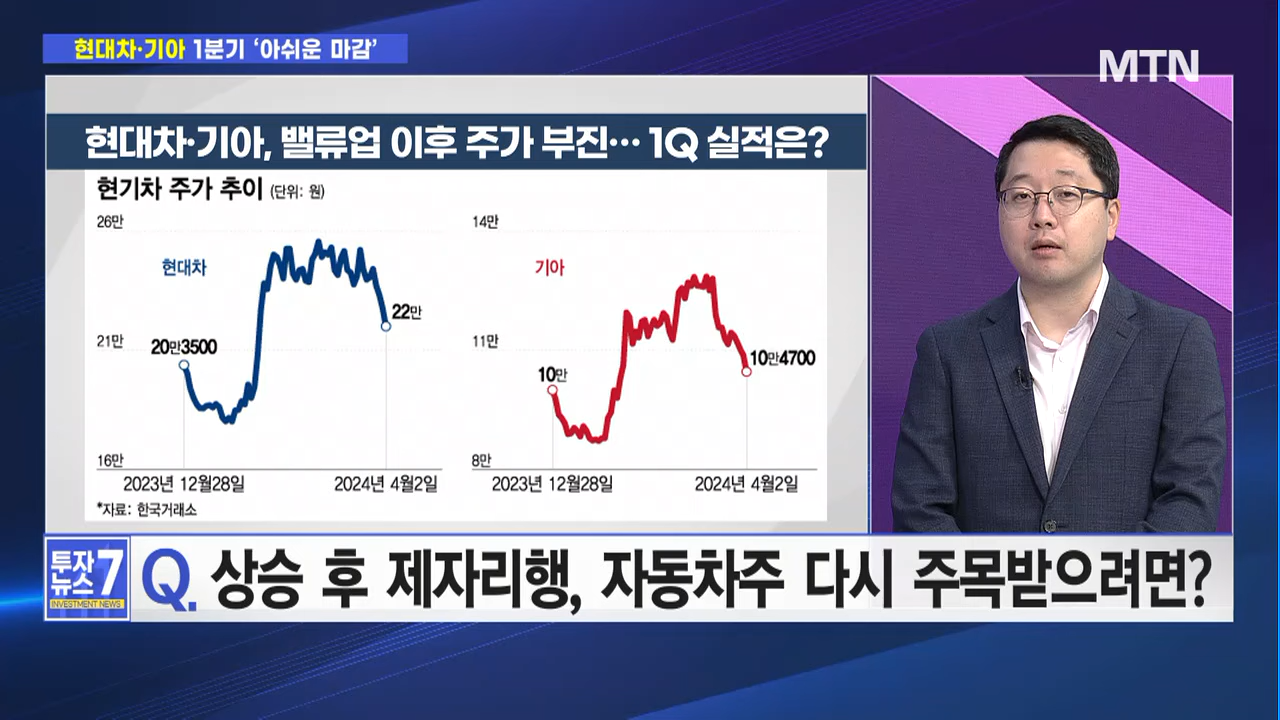 현대차·기아 1분기 '아쉬운 마감'
MTN
현대차·기아, 밸류업 이후 주가 부진… 1Q 실적은?
현기차 주가 추이 (단위: 원)
26만
현대차
22만
21만
20만3500
16만
2023년 12월28일
2024년 4월2일
14만
기아
11만
10만4700
10만
8만
2023년 12월28일
2024년 4월2일
*자료: 한국거래소
투자
뉴스 7
INVESTMENT NEWS
Q. 상승 후 제자리행, 자동차주 다시 주목받으려면?